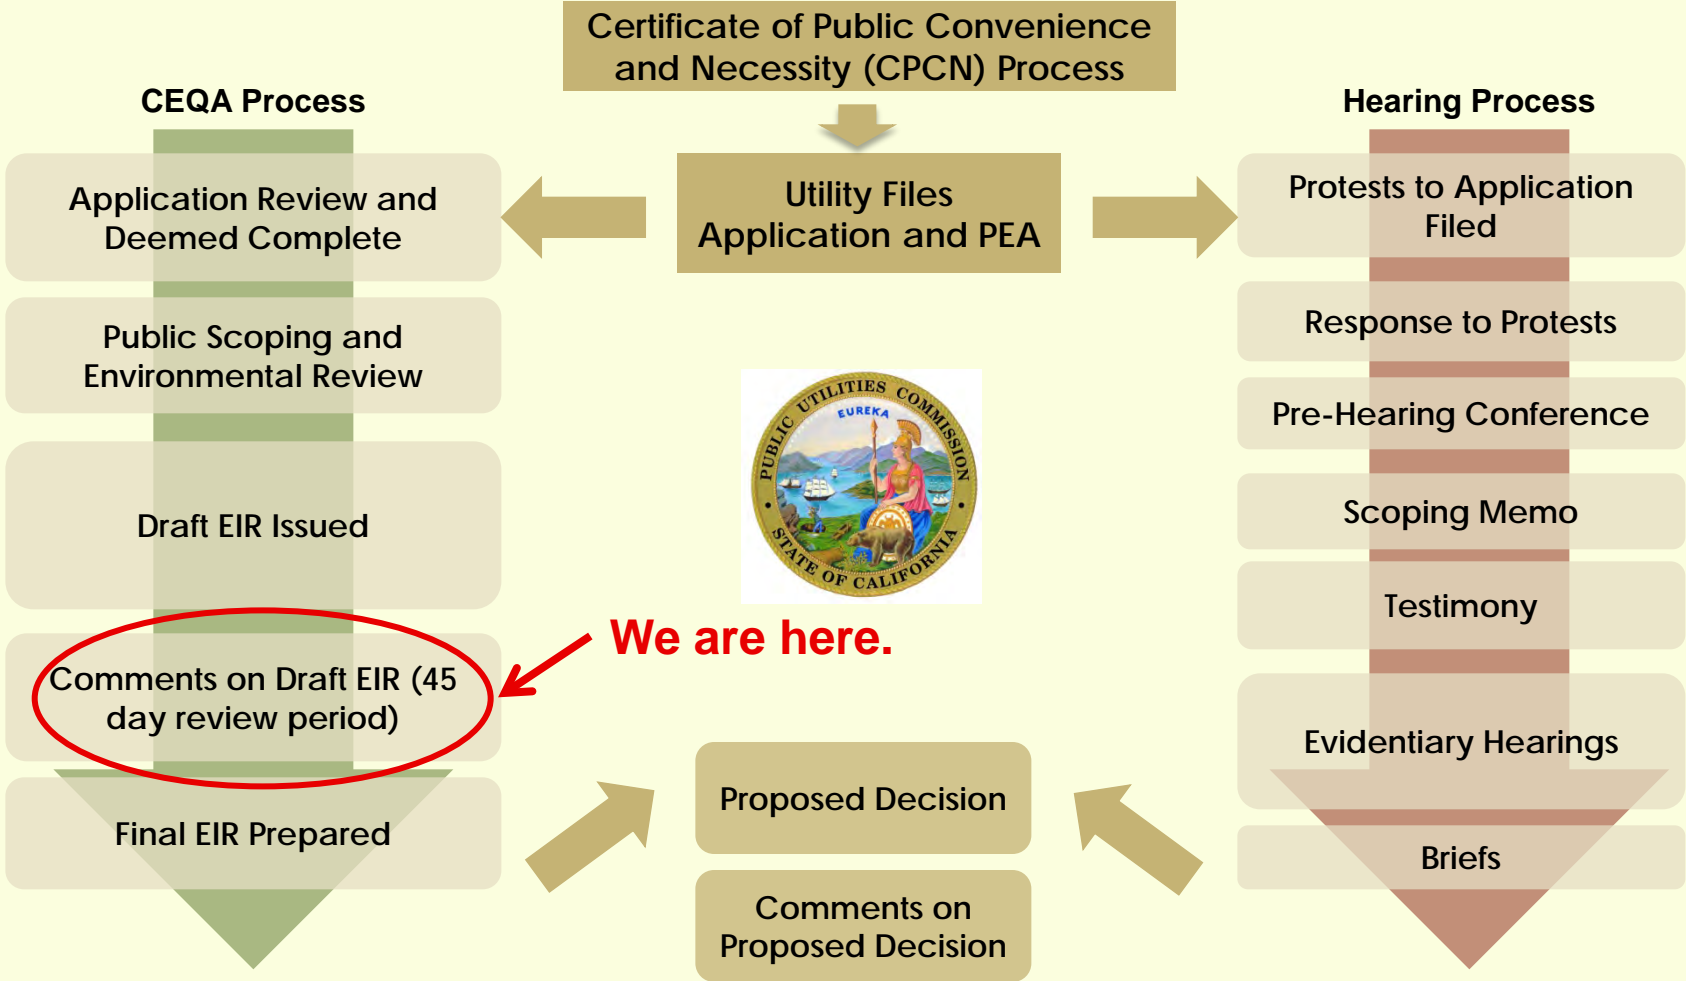 Certificate of Public Convenience
and Necessity (CPCN) Process
CEQA Process
Hearing Process
Utility Files
Application and PEA
Application Review and
Deemed Complete
Public Scoping and
Environmental Review
Draft EIR Issued
Comments on Draft EIR (45
day review period)
Final EIR Prepared
PUBLIC UTILITIES COMMISSION
EUREKA
STATE OF CALIFORNIA
We are here.
Protests to Application
Filed
Response to Protests
Pre-Hearing Conference
Scoping Memo
Testimony
Evidentiary Hearings
Briefs
Proposed Decision
Comments on
Proposed Decision